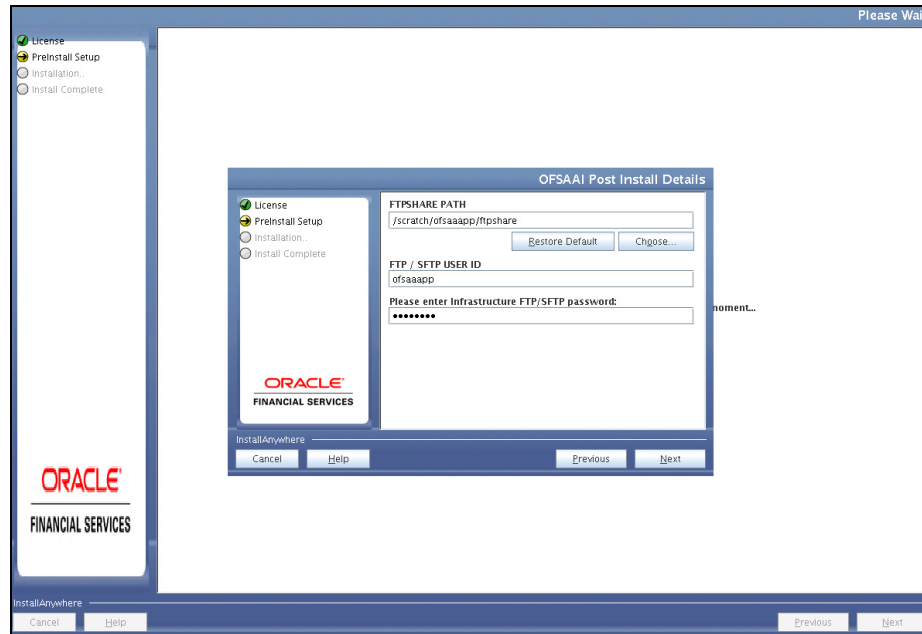 Please Wai
License
PreInstall Setup
Installation..
Install Complete
OFSAAI Post Install Details
License
PreInstall Setup
Installation..
Install Complete
FTPSHARE PATH
/scratch/ofsaaapp/ftpshare
Restore Default
Choose...
FTP / SFTP USER ID
ofsaaapp
Please enter Infrastructure FTP/SFTP password:
••••••••
noment...
ORACLE'
FINANCIAL SERVICES
InstallAnywhere
Cancel
Help
Previous
Next
ORACLE'
FINANCIAL SERVICES
InstallAnywhere
Cancel
Help
Previous
Next